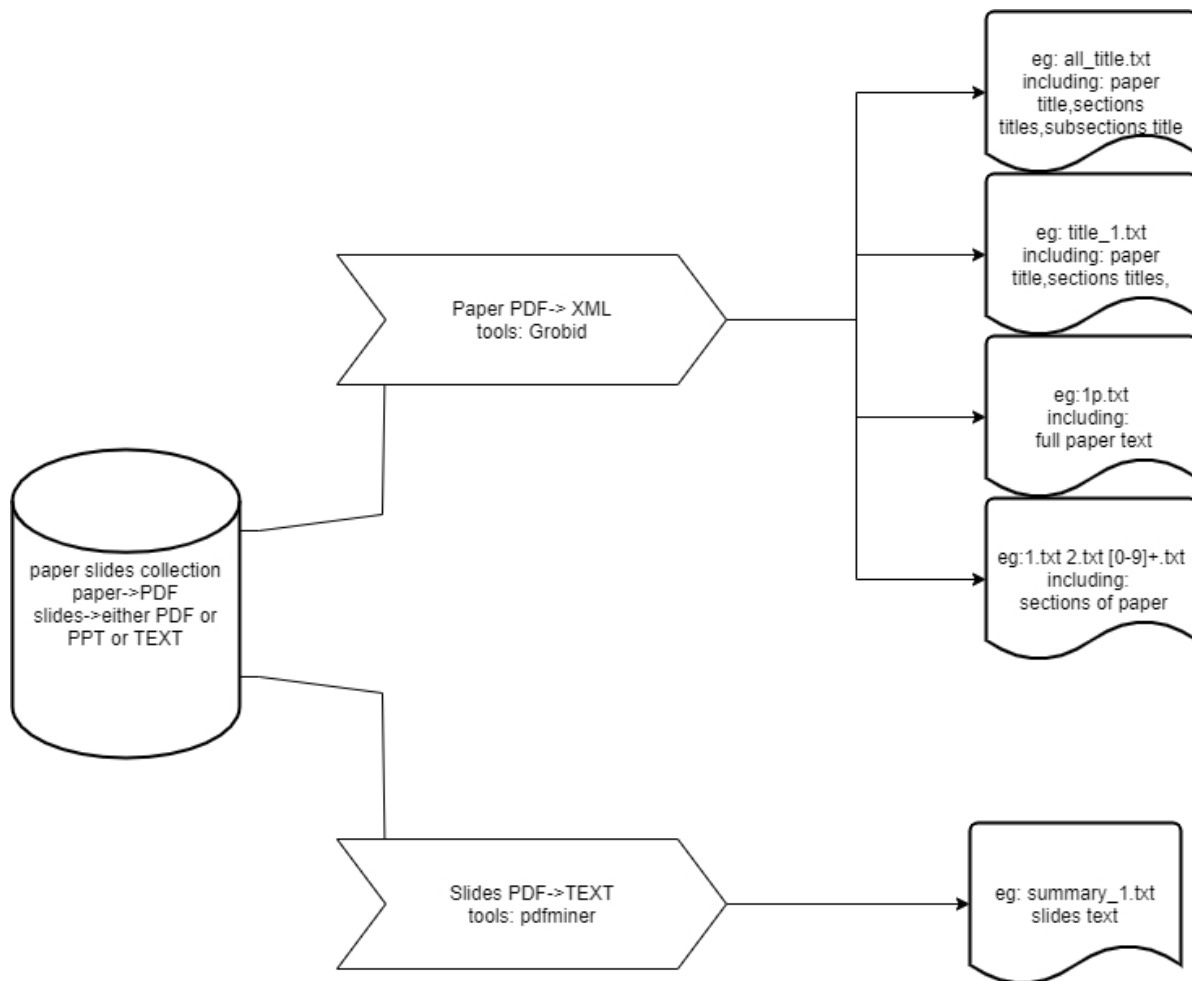 eg: all_title.txt
including: paper
title,sections
titles,subsections title
eg: title_1.txt
including: paper
title,sections titles,
Paper PDF-> XML
tools: Grobid
eg:1p.txt
including:
full paper text
eg:1.txt 2.txt [0-9]+.txt
including:
sections of paper
paper slides collection
paper->PDF
slides->either PDF or
PPT or TEXT
Slides PDF->TEXT
tools: pdfminer
eg: summary_1.txt
slides text